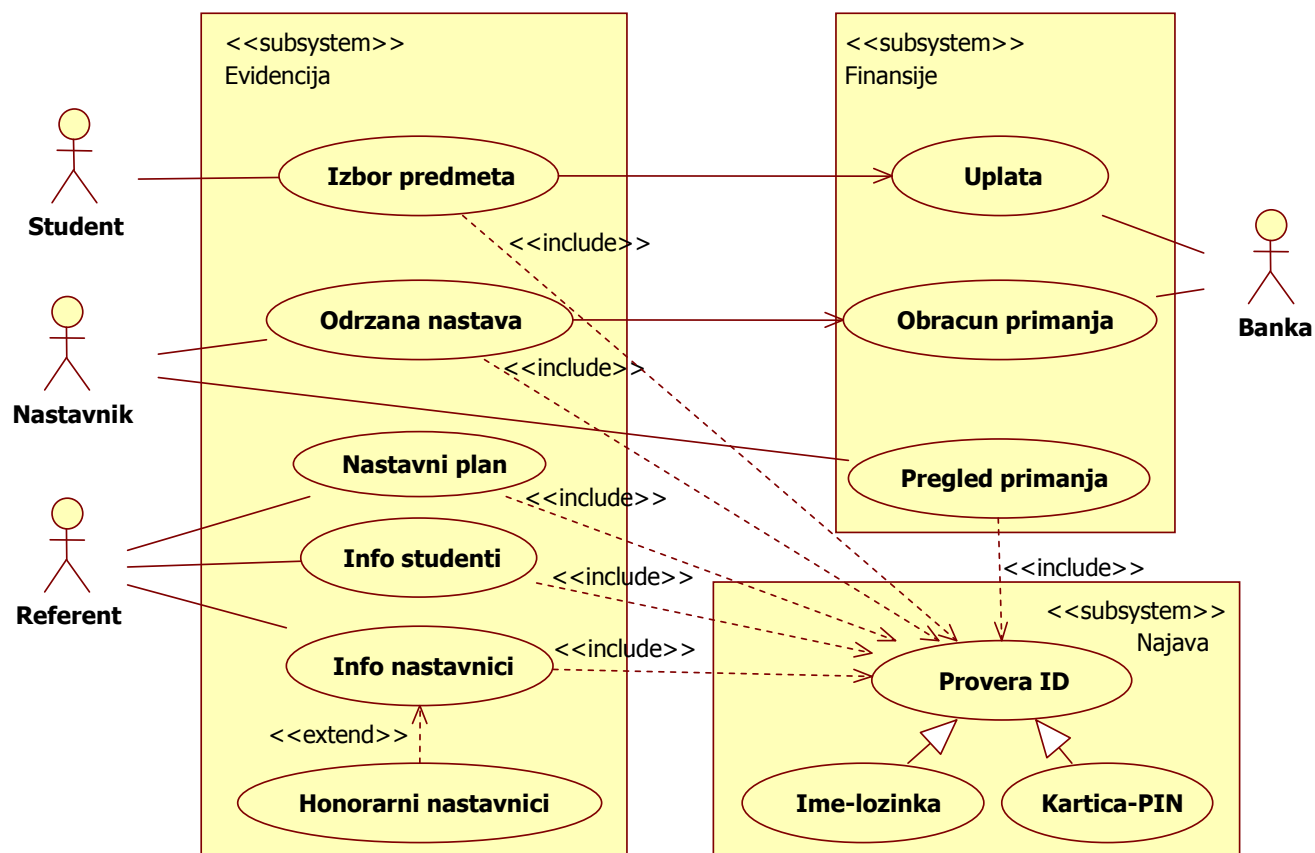 <<subsystem>>
Evidencija
<<subsystem>>
Finansije
Student
Izbor predmeta
Uplata
<<include>>
Nastavnik
Odrzana nastava
Obracun primanja
Banka
<<include>>
Nastavni plan
Pregled primanja
<<include>>
Referent
Info studenti
<<include>>
<<include>>
<<subsystem>>
Najava
Info nastavnici
<<include>>
Provera ID
<<extend>>
Honorarni nastavnici
Ime-lozinka
Kartica-PIN